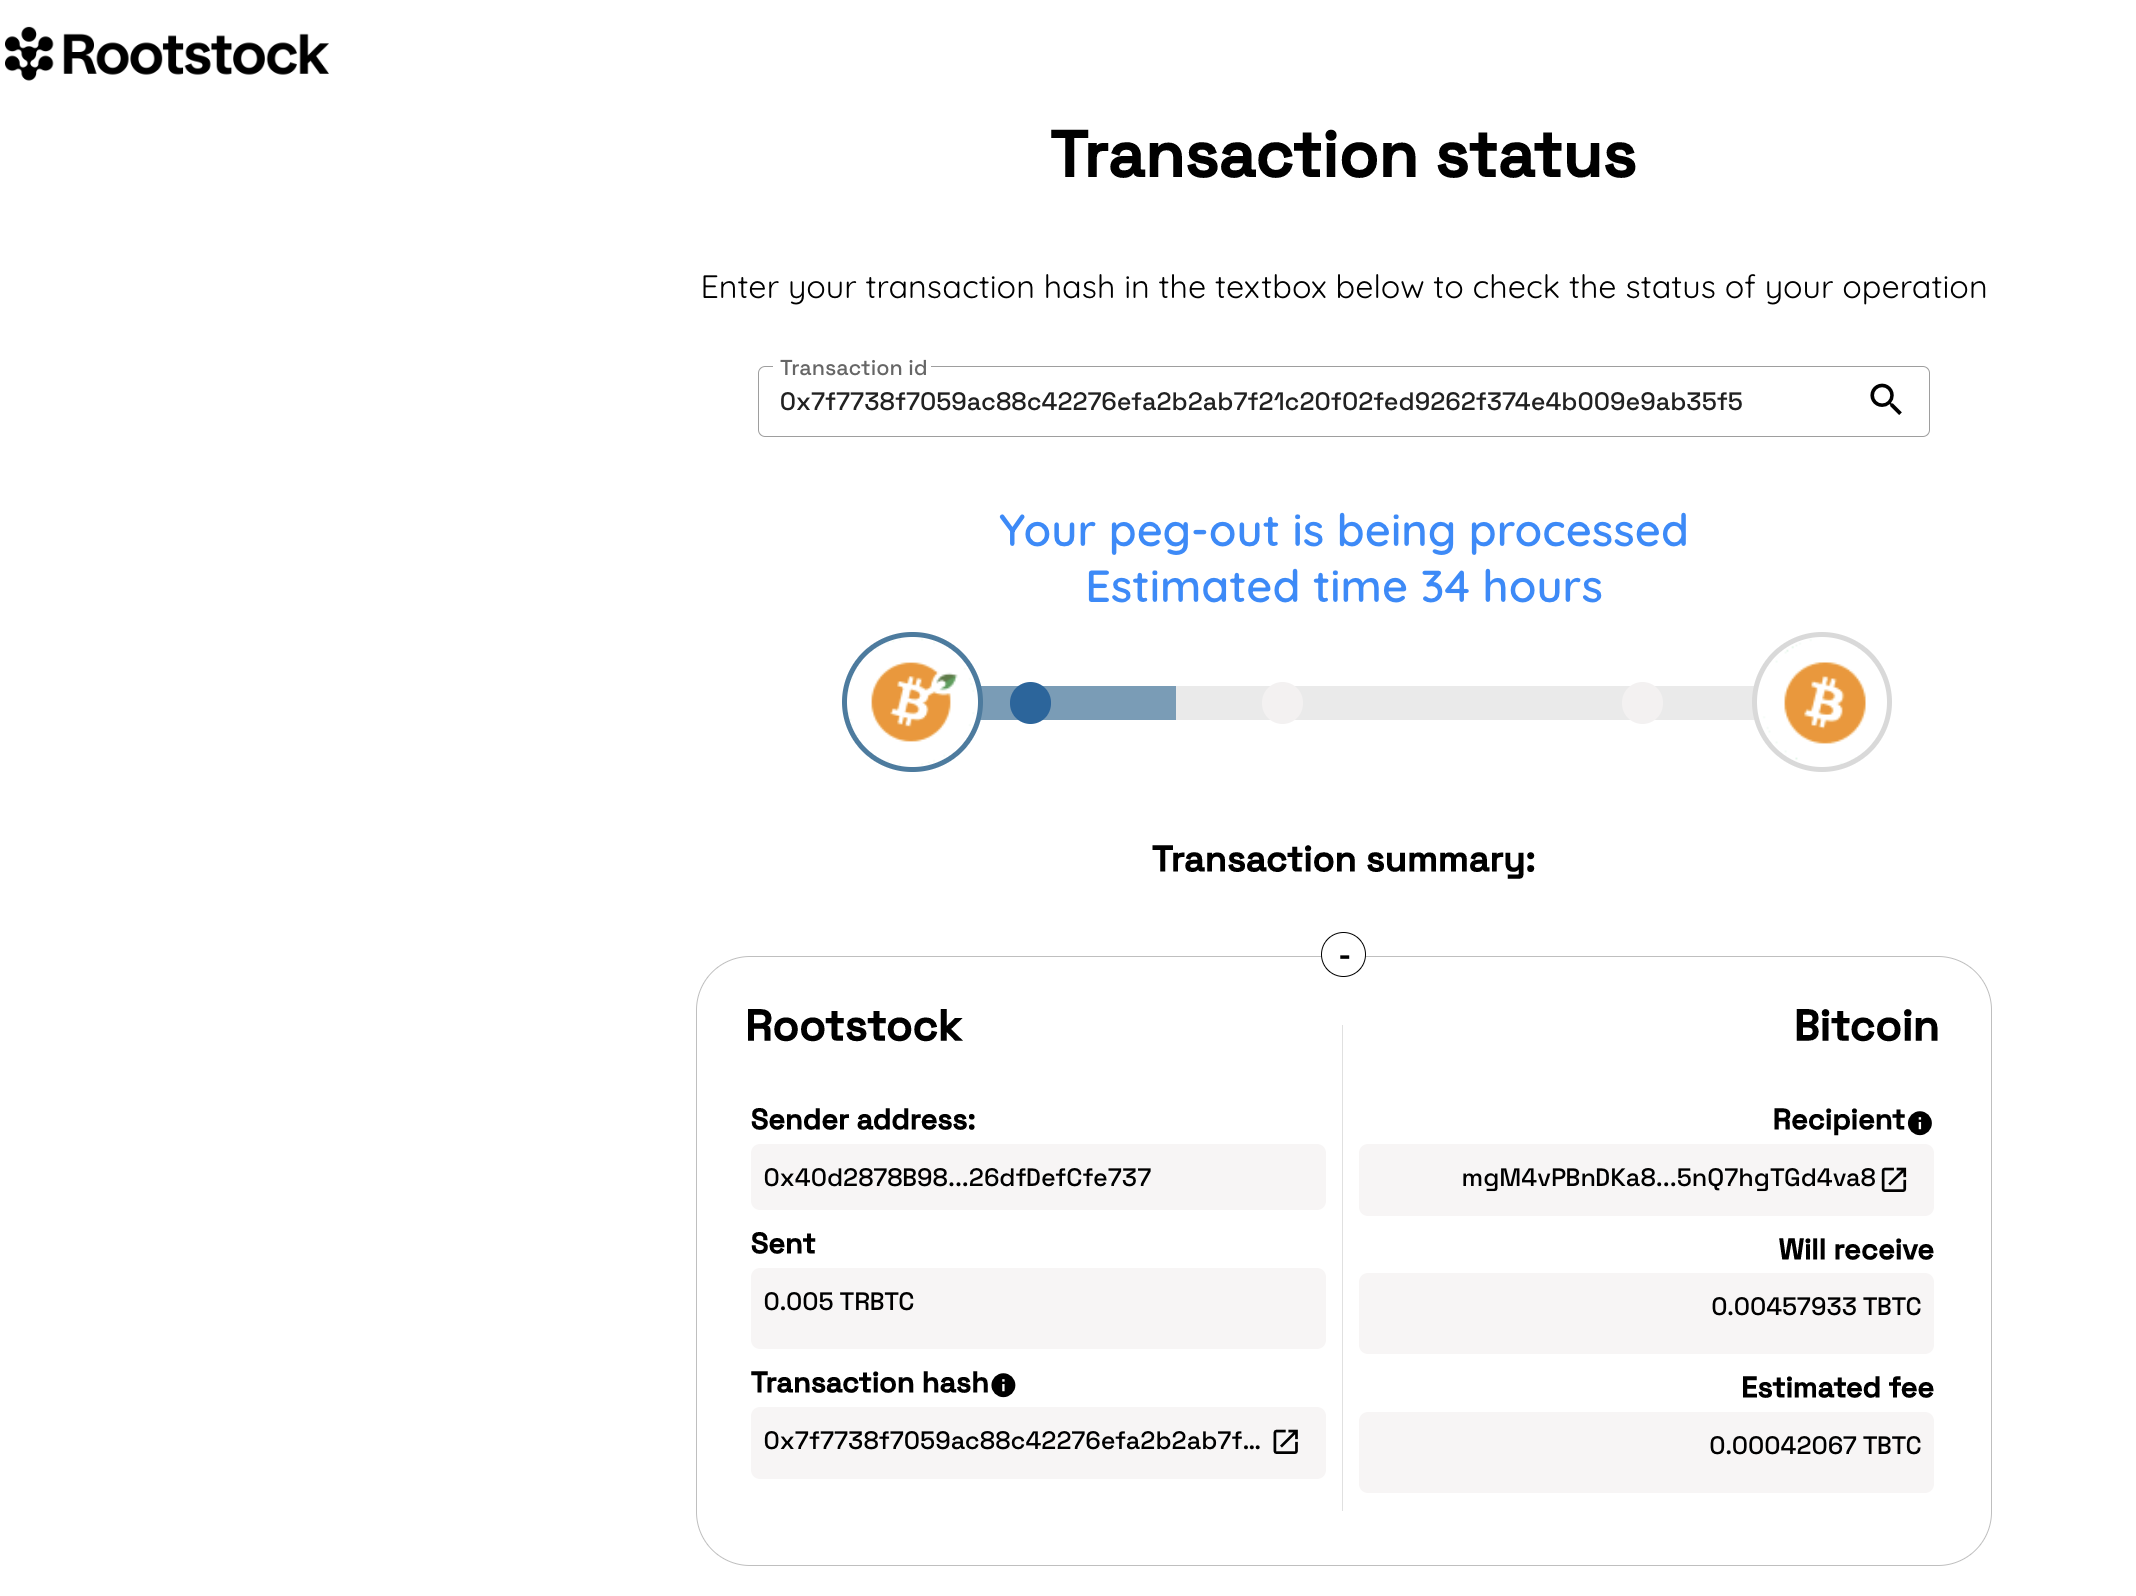 Rootstock
Transaction status
Enter your transaction hash in the textbox below to check the status of your operation
Transaction id
0x7f7738f7059ac88c42276efa2b2ab7f21c20f02fed9262f374e4b009e9ab35f5
Your peg-out is being processed
Estimated time 34 hours
Transaction summary:
-
Rootstock
Sender address:
0x40d2878B98...26dfDefCfe737
Sent
0.005 TRBTC
Transaction hash
0x7f7738f7059ac88c42276efa2b2ab7f...
Bitcoin
Recipient
mgM4vPBnDKa8...5nQ7hgTGd4va8
Will receive
0.00457933 TBTC
Estimated fee
0.00042067 TBTC